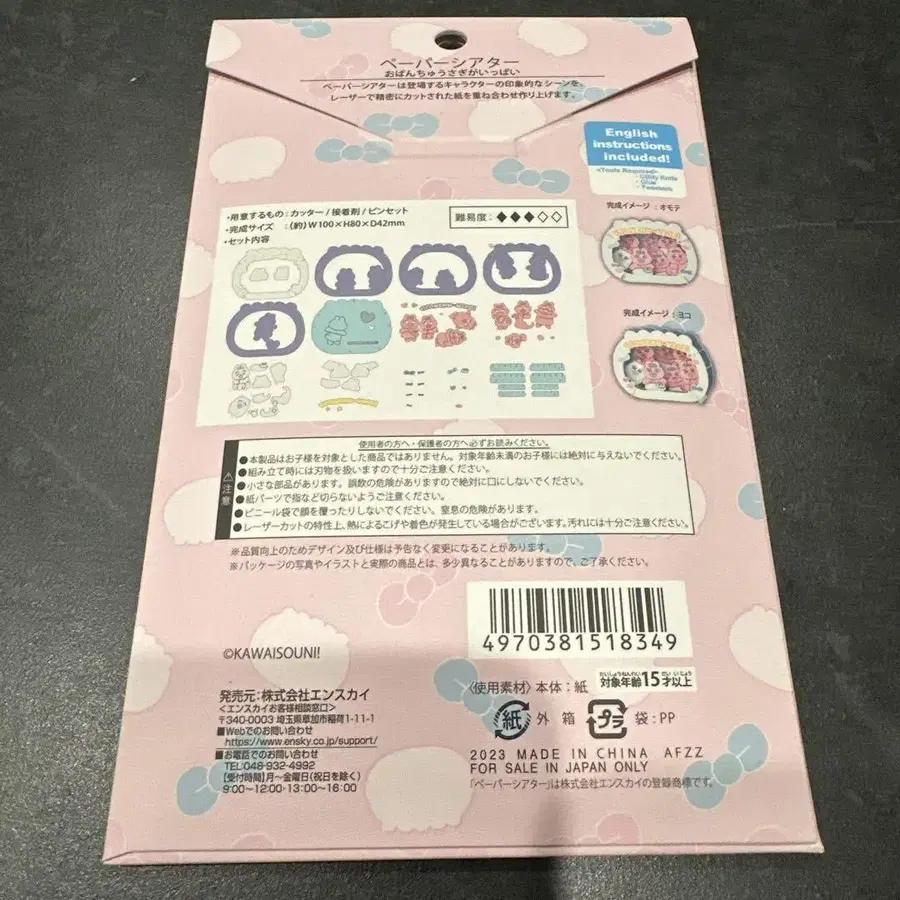 ペーパーシアター
おぱんちゅうさぎがいっぱい
ペーパーシアターは登場するキャラクターの印象的なシーンを、
レーザーで精密にカットされた紙を重ね合わせ作り上げます。
English
instructions
included!
<Tools Required>
・Utility Knife
・Glue
・Tweezers
・用意するもの:カッター/接着剤/ピンセット
・完成サイズ :(約)W100×H80×D42mm
・セット内容
難易度:◆◆◆◇◇
完成イメージ:オモテ
完成イメージ:ヨコ
使用者の方へ・保護者の方へ必ずお読みください。
⚠注意
●本製品はお子様を対象とした商品ではありません。対象年齢未満のお子様には絶対に与えないでください。
●組み立て時には刃物を扱いますので十分ご注意ください。
●小さな部品があります。誤飲の危険がありますので絶対に口にしないでください。
●紙パーツで指など切らないようご注意ください。
●ビニール袋で顔を覆ったりしないでください。窒息の危険があります。
●レーザーカットの特性上、熱によるこげや着色が発生している場合がございます。汚れには十分ご注意ください。
※品質向上のためデザイン及び仕様は予告なく変更になることがあります。
※パッケージの写真やイラストと実際の商品とは、多少異なることがありますので、ご了承ください。
4970381518349
©KAWAISOUNI!
対象年齢15才以上
たいしょうねんれい さい いじょう
発売元:株式会社エンスカイ
<エンスカイお客様相談窓口>
〒340-0003 埼玉県草加市稲荷1-11-1
■Webでのお問い合わせ
https://www.ensky.co.jp/support/
■お電話でのお問い合わせ
TEL:048-932-4992
【受付時間】月〜金曜日(祝日を除く)
9:00〜12:00・13:00〜16:00
〈使用素材〉本体:紙
紙 外 箱 プラ 袋:PP
2023 MADE IN CHINA AFZZ
FOR SALE IN JAPAN ONLY
「ペーパーシアター」は株式会社エンスカイの登録商標です。